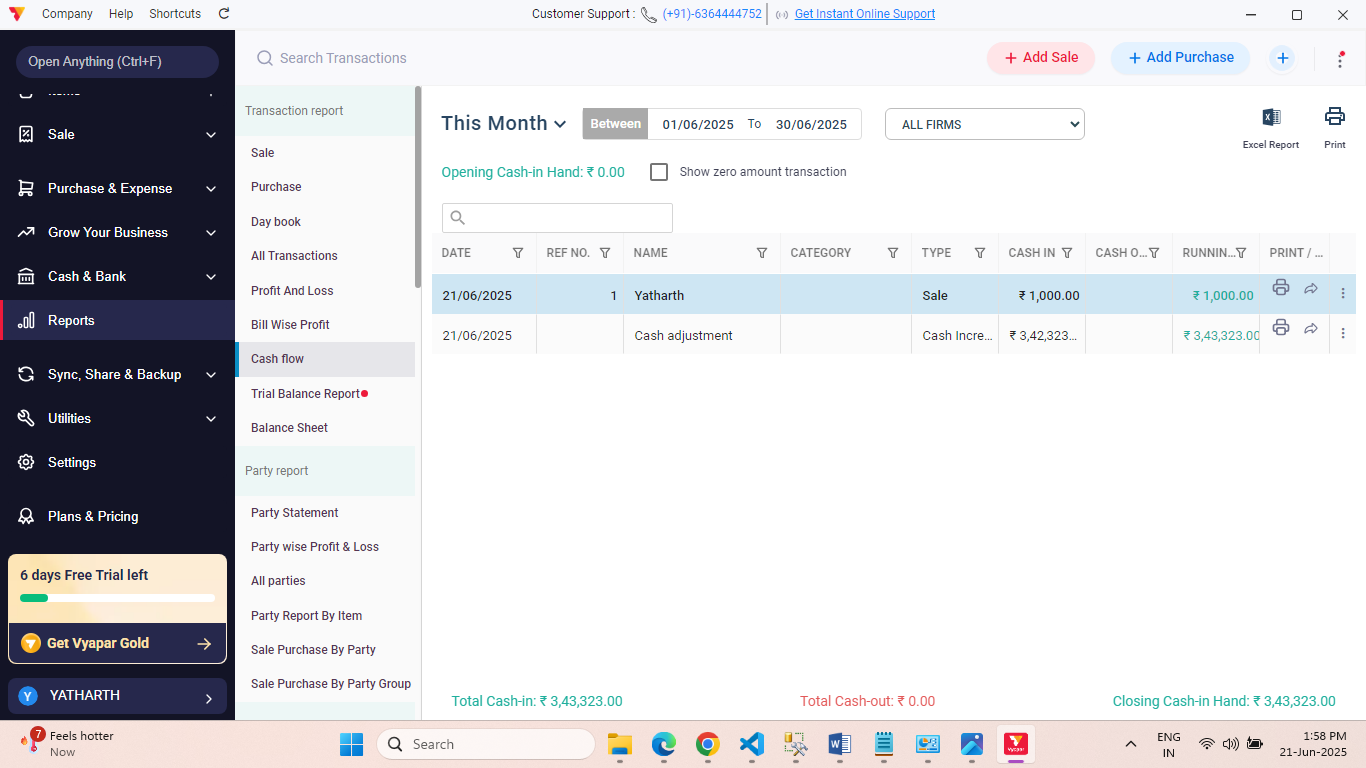 Company Help Shortcuts
Customer Support : (+91)-6364444752 Get Instant Online Support
Open Anything (Ctrl+F)
Search Transactions
Add Sale
Add Purchase
Sale
Purchase & Expense
Grow Your Business
Cash & Bank
Reports
Sync, Share & Backup
Utilities
Settings
Plans & Pricing
6 days Free Trial left
Get Vyapar Gold
Y YATHARTH
Transaction report
Sale
Purchase
Day book
All Transactions
Profit And Loss
Bill Wise Profit
Cash flow
Trial Balance Report
Balance Sheet
Party report
Party Statement
Party wise Profit & Loss
All parties
Party Report By Item
Sale Purchase By Party
Sale Purchase By Party Group
This Month Between 01/06/2025 To 30/06/2025 ALL FIRMS
Excel Report Print
Opening Cash-in Hand: ₹ 0.00 Show zero amount transaction
DATE REF NO. NAME CATEGORY TYPE CASH IN CASH O... RUNNIN... PRINT / ...
21/06/2025 1 Yatharth Sale ₹ 1,000.00 ₹ 1,000.00
21/06/2025 Cash adjustment Cash Incre... ₹ 3,42,323... ₹ 3,43,323.00
Total Cash-in: ₹ 3,43,323.00 Total Cash-out: ₹ 0.00 Closing Cash-in Hand: ₹ 3,43,323.00
7 Feels hotter
Now
Search
Vyapar
ENG
IN
1:58 PM
21-Jun-2025